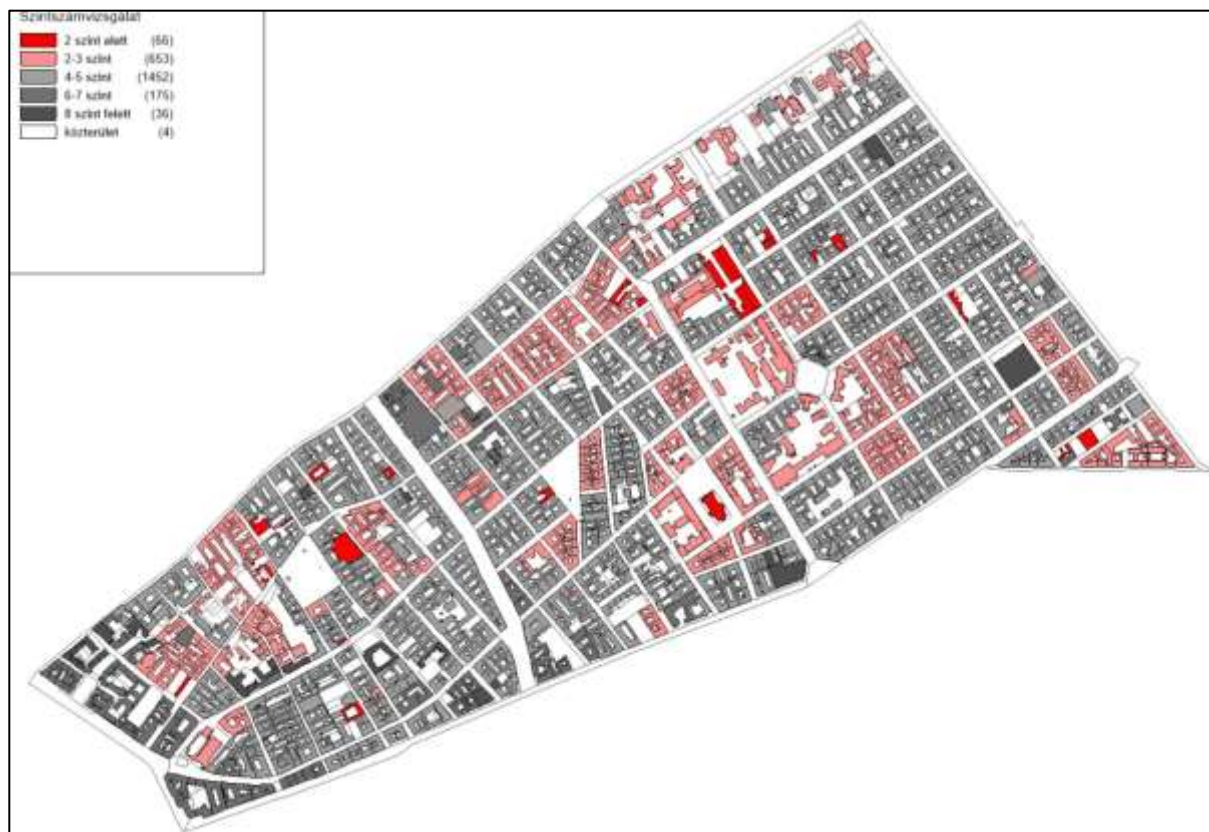 Szintszámvizsgálat
2 szint alatt (66)
2-3 szint (653)
4-5 szint (1452)
6-7 szint (175)
8 szint felett (36)
közterület (4)